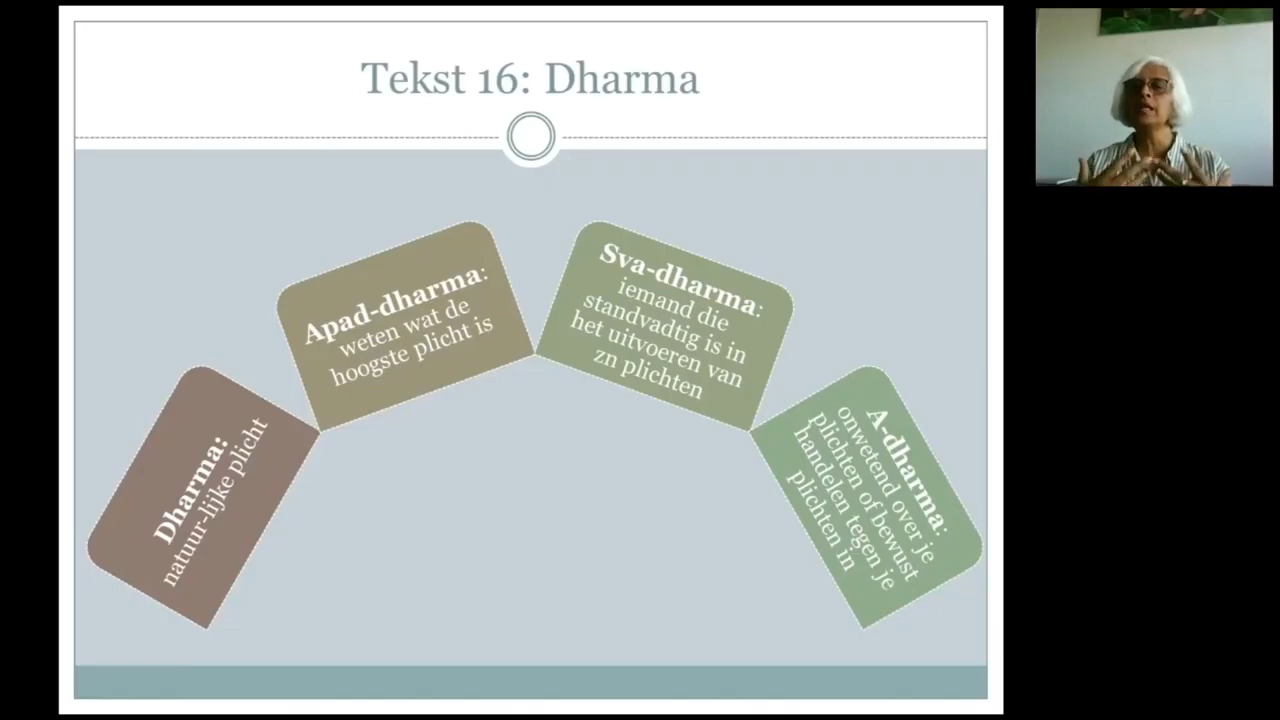 Tekst 16: Dharma
Dharma:
natuur-lijke plicht
Apad-dharma:
weten wat de
hoogste plicht is
Sva-dharma:
iemand die
standvadtig is in
het uitvoeren van
zn plichten
A-dharma:
onwetend over je
plichten of bewust
handelen tegen je
plichten in